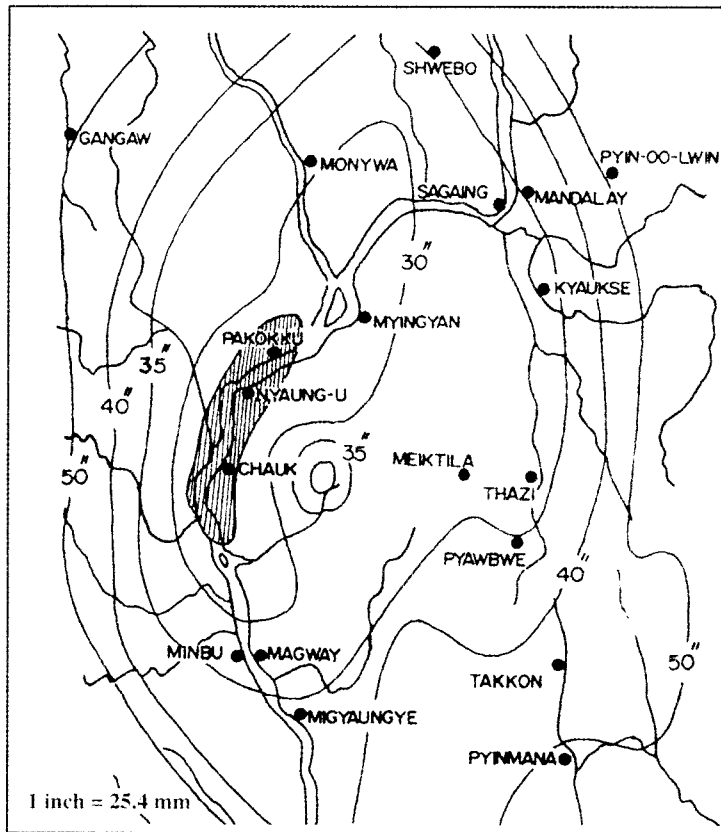 SHWEBO
GANGAW
MONYWA
PYIN-OO-LWIN
SAGAING
MANDALAY
30"
KYAUKSE
MYINGYAN
PAKOKKU
35"
NYAUNG-U
40"
35"
MEIKTILA
CHAUK
50"
THAZI
PYAWBWE
40"
MINBU
MAGWAY
50"
TAKKON
MIGYAUNGYE
PYINMANA
1 inch = 25.4 mm